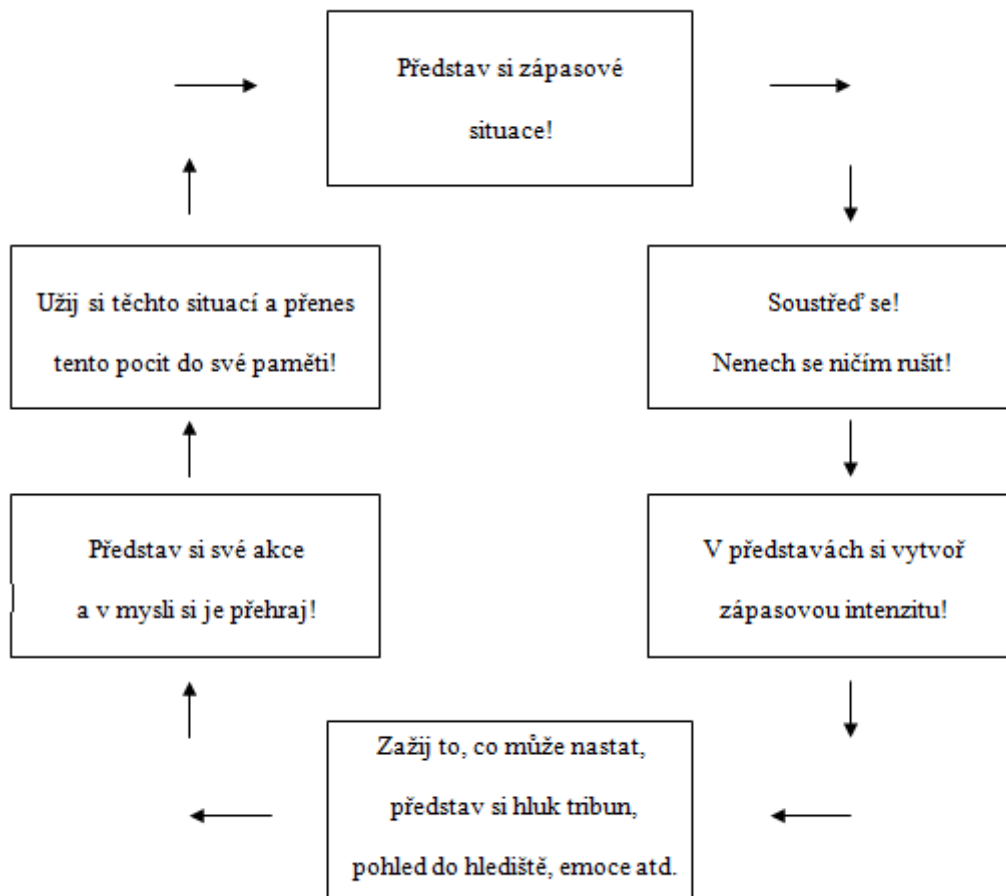 Představ si zápasové
situace!
Soustřeď se!
Nenech se ničím rušit!
V představách si vytvoř
zápasovou intenzitu!
Zažij to, co může nastat,
představ si hluk tribun,
pohled do hlediště, emoce atd.
Představ si své akce
a v mysli si je přehraj!
Užij si těchto situací a přenes
tento pocit do své paměti!